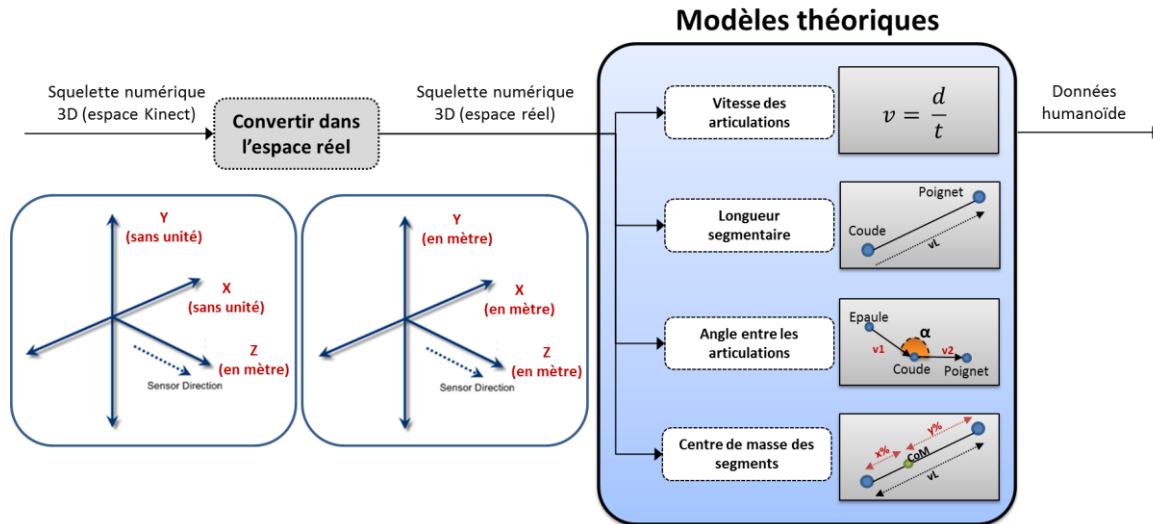 Modèles théoriques
Squelette numérique
3D (espace Kinect)
Convertir dans
l'espace réel
Squelette numérique
3D (espace réel)
Vitesse des
articulations
v = d/t
Données
humanoïde
Y
(sans unité)
X
(sans unité)
Z
(en mètre)
Sensor Direction
Y
(en mètre)
X
(en mètre)
Z
(en mètre)
Sensor Direction
Longueur
segmentaire
Poignet
Coude
vL
Angle entre les
articulations
Epaule
α
v1
v2
Coude
Poignet
Centre de masse des
segments
x%
y%
CoM
vL